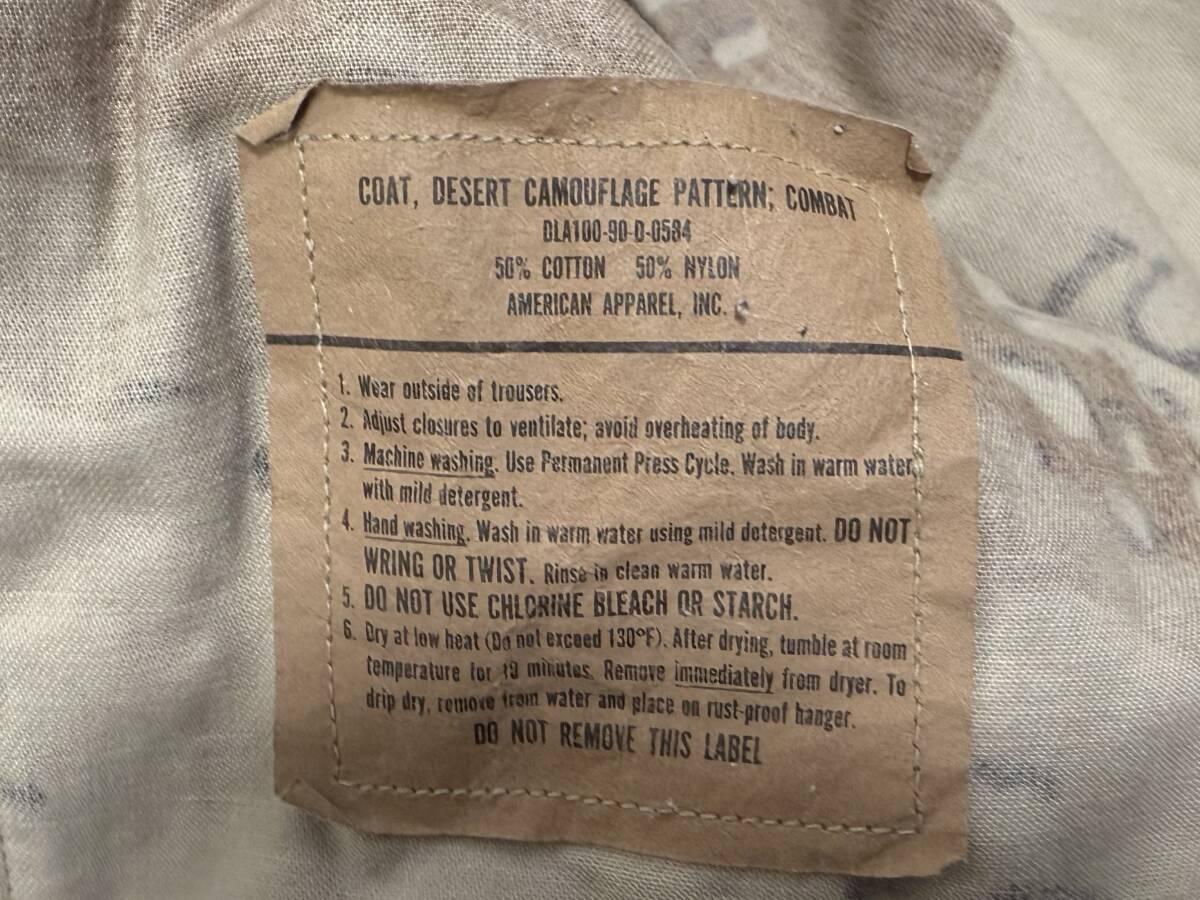 COAT, DESERT CAMOUFLAGE PATTERN; COMBAT
DLA100-90-D-0584
50% COTTON 50% NYLON
AMERICAN APPAREL, INC.
1. Wear outside of trousers.
2. Adjust closures to ventilate; avoid overheating of body.
3. Machine washing. Use Permanent Press Cycle. Wash in warm water
with mild detergent.
4. Hand washing. Wash in warm water using mild detergent. DO NOT
WRING OR TWIST. Rinse in clean warm water.
5. DO NOT USE CHLORINE BLEACH OR STARCH.
6. Dry at low heat (Do not exceed 130°F). After drying, tumble at room
temperature for 10 minutes. Remove immediately from dryer. To
drip dry, remove from water and place on rust-proof hanger.
DO NOT REMOVE THIS LABEL